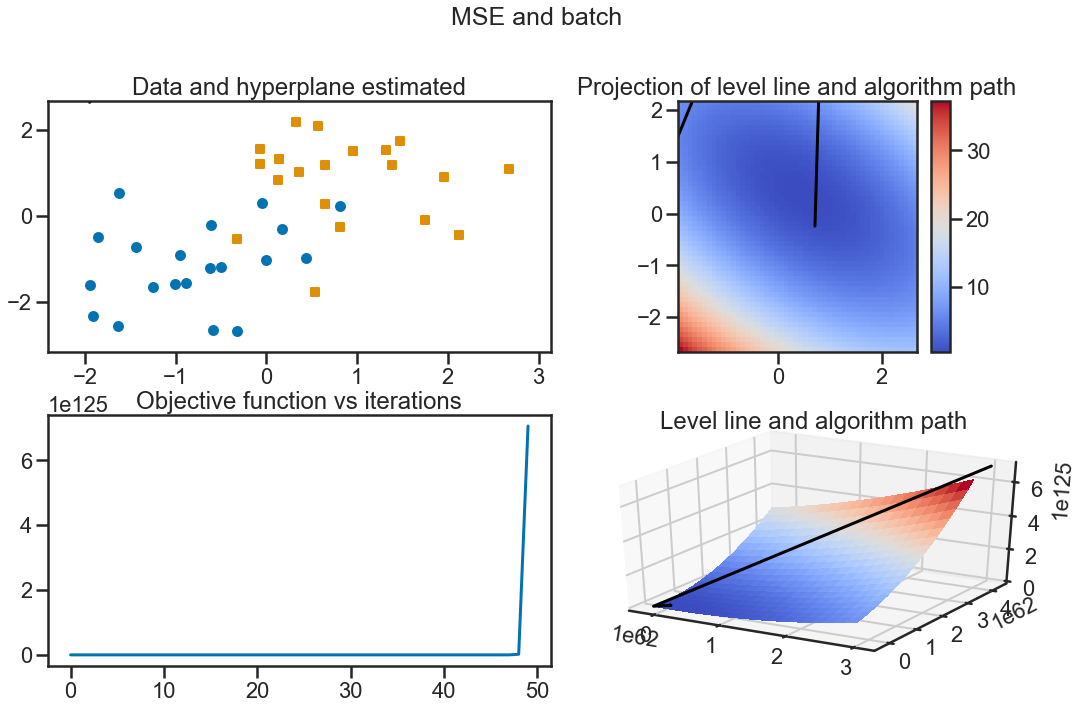 MSE and batch
Data and hyperplane estimated
2
0
−2
−2 −1 0 1 2 3
Projection of level line and algorithm path
2
1
0
−1
−2
0 2
30
20
10
Objective function vs iterations
1e125
6
4
2
0
0 10 20 30 40 50
Level line and algorithm path
1e125
6
4
2
0
1e62
0 1 2 3
1e62
0 1 2 3 4